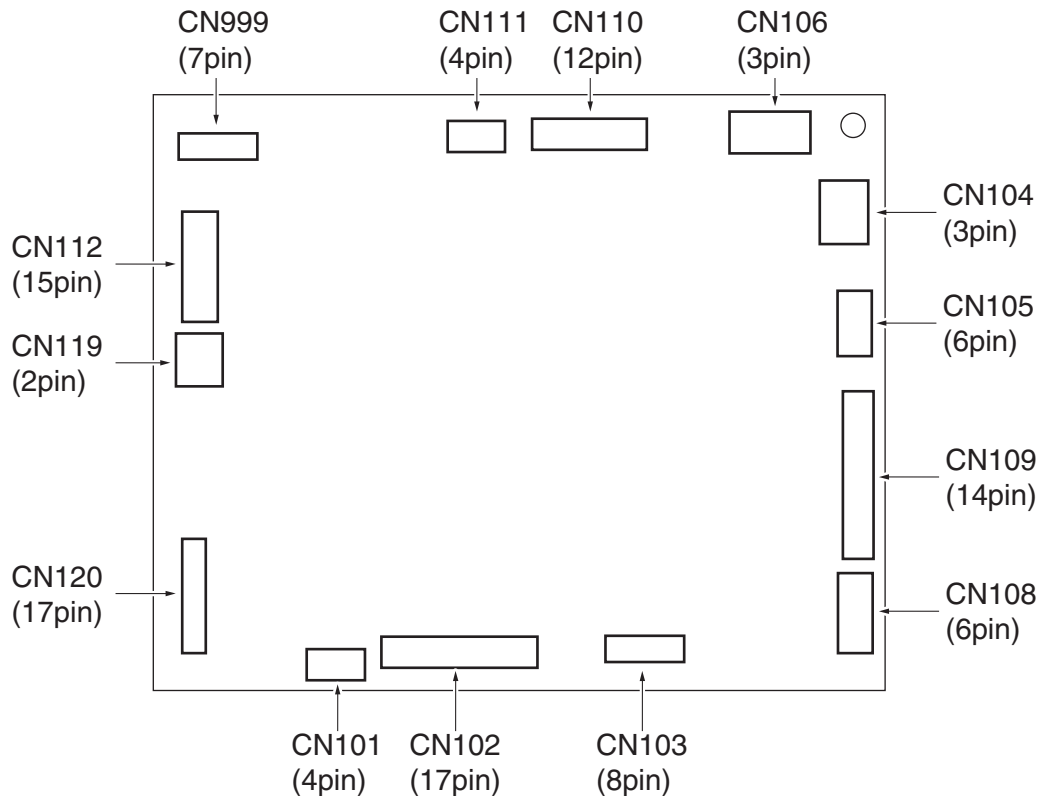 CN999
(7pin)
CN111
(4pin)
CN110
(12pin)
CN106
(3pin)
CN104
(3pin)
CN112
(15pin)
CN105
(6pin)
CN119
(2pin)
CN109
(14pin)
CN120
(17pin)
CN108
(6pin)
CN101
(4pin)
CN102
(17pin)
CN103
(8pin)